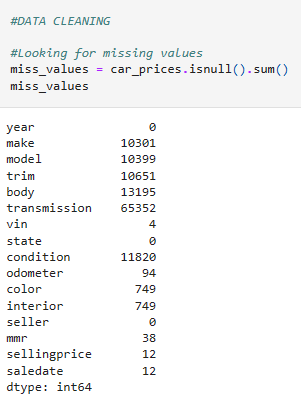 #DATA CLEANING
#Looking for missing values
miss_values = car_prices.isnull().sum()
miss_values
year 0
make 10301
model 10399
trim 10651
body 13195
transmission 65352
vin 4
state 0
condition 11820
odometer 94
color 749
interior 749
seller 0
mmr 38
sellingprice 12
saledate 12
dtype: int64